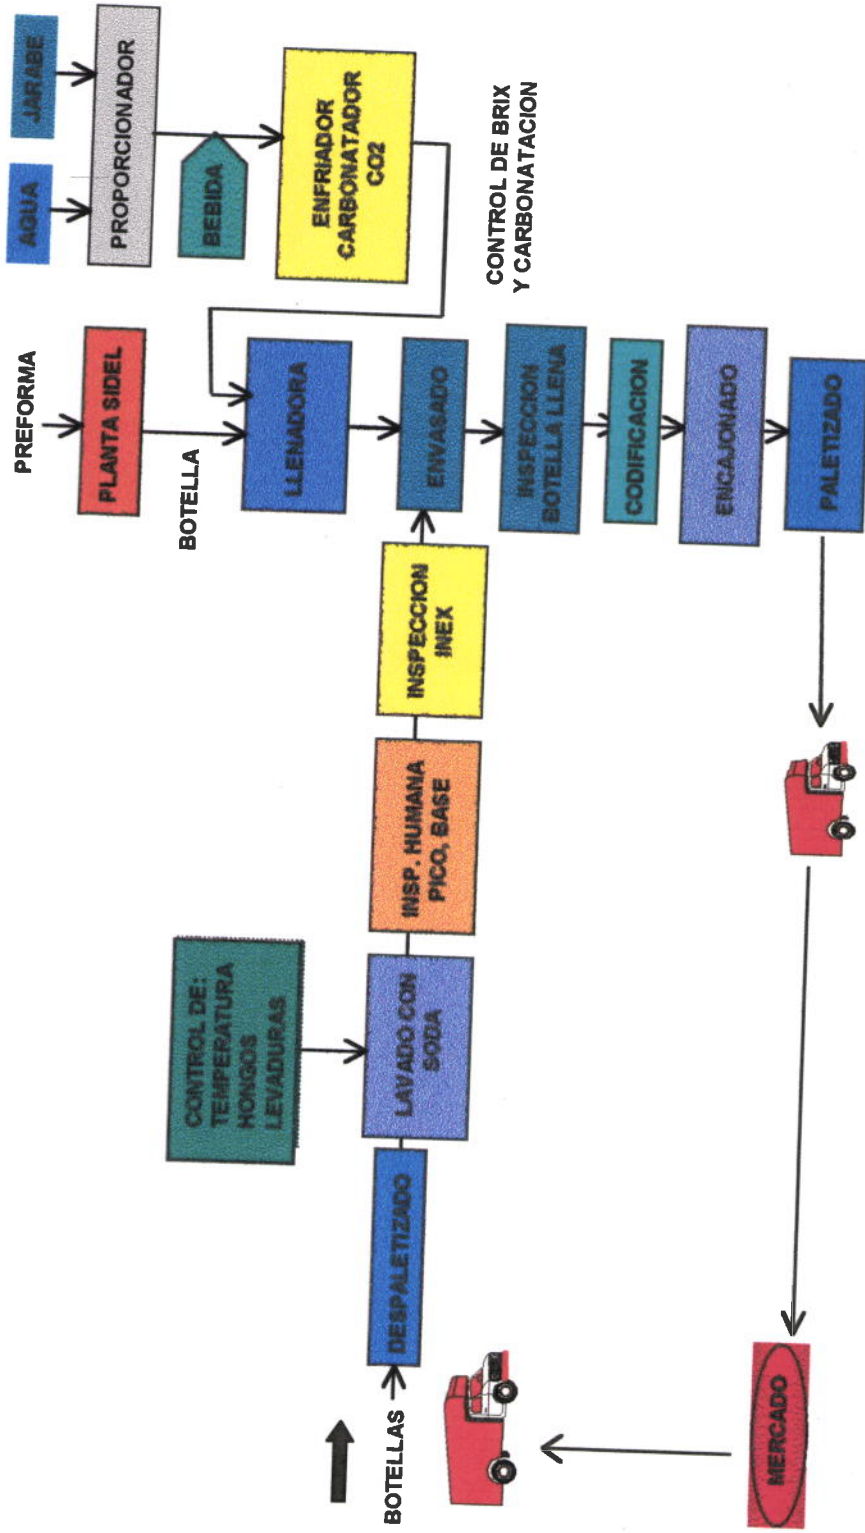 AGUA
JARABE
PROPORCIONADOR
BEBIDA
ENFRIADOR
CARBONATADOR
CO2
PREFORMA
PLANTA SIDEL
BOTELLA
LLENADORA
CONTROL DE:
TEMPERATURA
HONGOS
LEVADURAS
BOTELLAS
DESPALETIZADO
LAVADO CON
SODA
INSP. HUMANA
PICO, BASE
INSPECCION
INEX
ENVASADO
CONTROL DE BRIX
Y CARBONATACION
INSPECCION
BOTELLA LLENA
CODIFICACION
ENCAJONADO
PALETIZADO
MERCADO